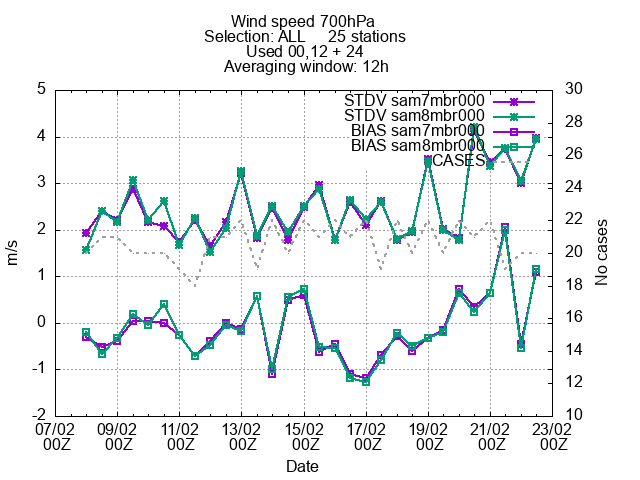 Wind speed 700hPa
Selection: ALL 25 stations
Used 00,12 + 24
Averaging window: 12h
STDV sam7mbr000
STDV sam8mbr000
BIAS sam7mbr000
BIAS sam8mbr000
CASES
5
4
3
2
1
0
-1
-2
m/s
30
28
26
24
22
20
18
16
14
12
10
No cases
07/02 09/02 11/02 13/02 15/02 17/02 19/02 21/02 23/02
00Z 00Z 00Z 00Z 00Z 00Z 00Z 00Z 00Z
Date